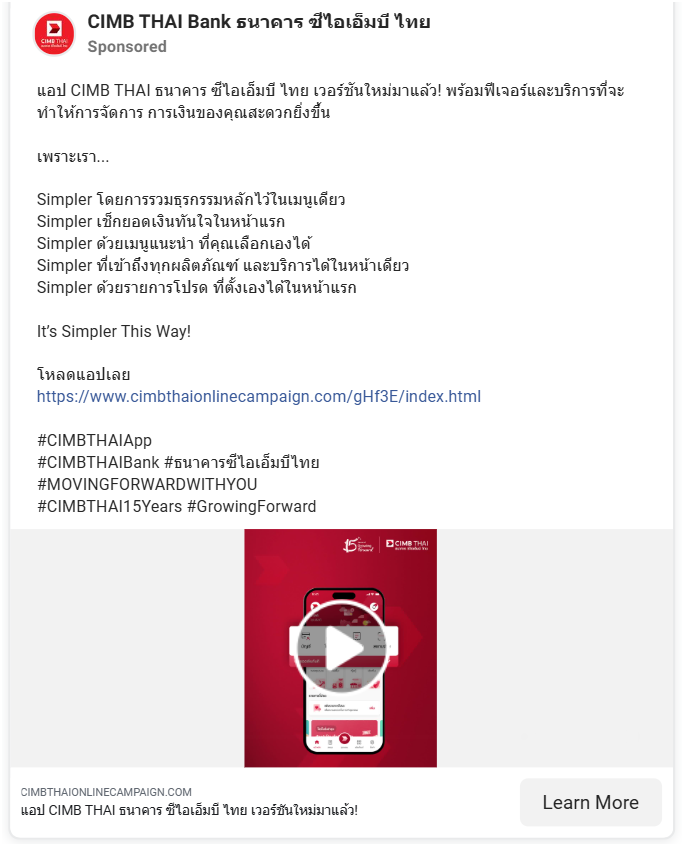 CIMB THAI Bank ธนาคาร ซีไอเอ็มบี ไทย
Sponsored
แอป CIMB THAI ธนาคาร ซีไอเอ็มบี ไทย เวอร์ชันใหม่มาแล้ว! พร้อมฟีเจอร์และบริการที่จะ
ทำให้การจัดการ การเงินของคุณสะดวกยิ่งขึ้น
เพราะเรา...
Simpler โดยการรวมธุรกรรมหลักไว้ในเมนูเดียว
Simpler เช็กยอดเงินทันใจในหน้าแรก
Simpler ด้วยเมนูแนะนำ ที่คุณเลือกเองได้
Simpler ที่เข้าถึงทุกผลิตภัณฑ์ และบริการได้ในหน้าเดียว
Simpler ด้วยรายการโปรด ที่ตั้งเองได้ในหน้าแรก
It's Simpler This Way!
โหลดแอปเลย
https://www.cimbthaionlinecampaign.com/gHf3E/index.html
#CIMBTHAIApp
#CIMBTHAIBank #ธนาคารซีไอเอ็มบีไทย
#MOVINGFORWARDWITHYOU
#CIMBTHAI15Years #GrowingForward
15 Growing Forward
CIMB THAI
CIMBTHAIONLINECAMPAIGN.COM
แอป CIMB THAI ธนาคาร ซีไอเอ็มบี ไทย เวอร์ชันใหม่มาแล้ว!
Learn More